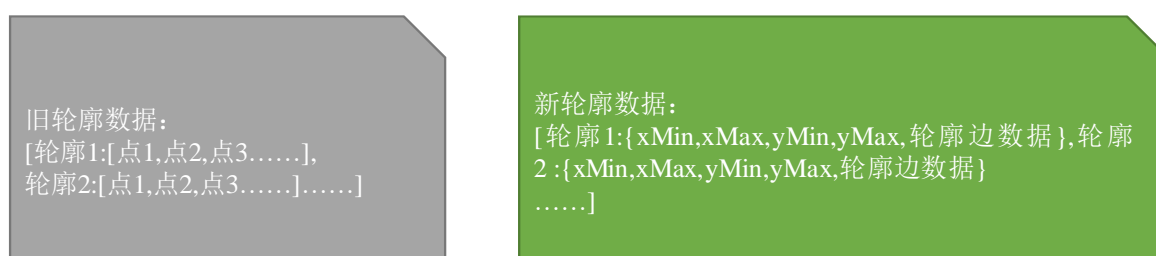 旧轮廓数据：
[轮廓1:[点1,点2,点3……],
轮廓2:[点1,点2,点3……]……]
新轮廓数据：
[轮廓1:{xMin,xMax,yMin,yMax,轮廓边数据},轮廓
2 :{xMin,xMax,yMin,yMax,轮廓边数据}
……]